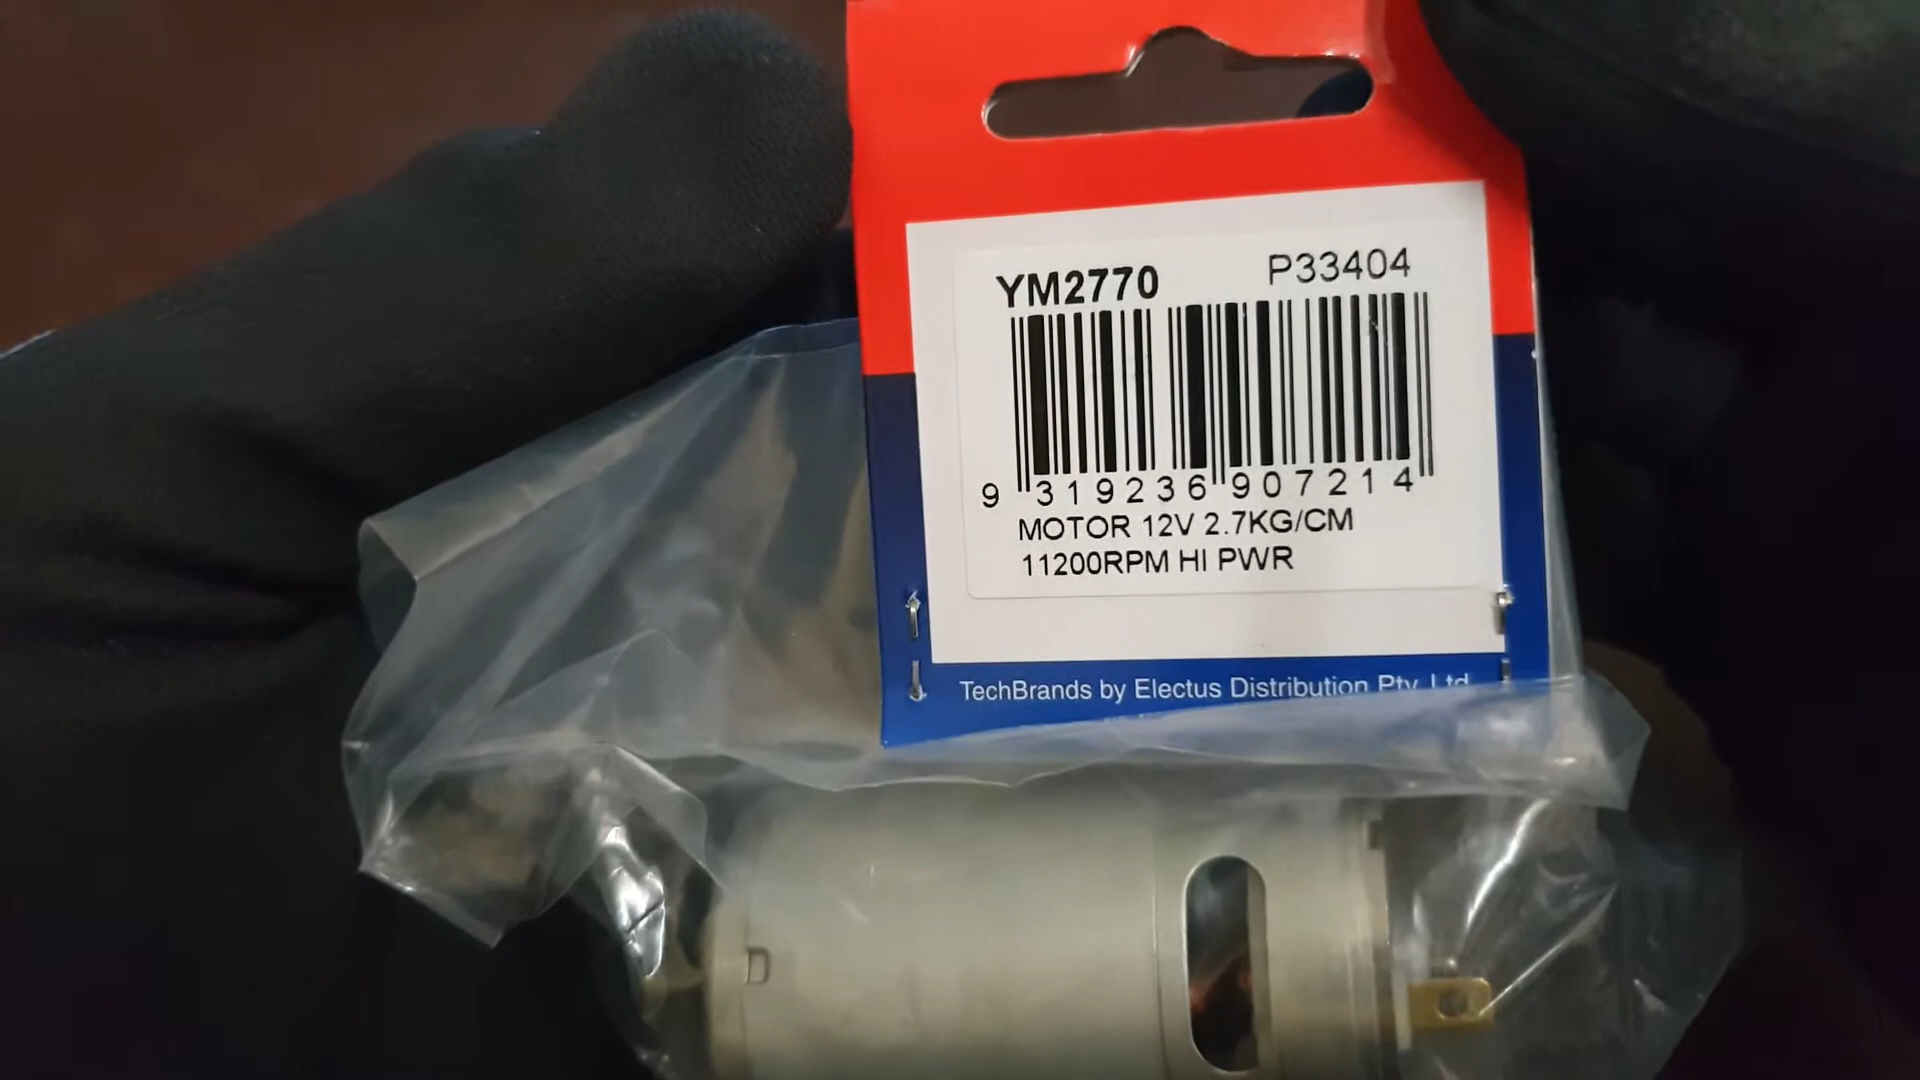 YM2770 P33404
9 319236 907214
MOTOR 12V 2.7KG/CM
11200RPM HI PWR
TechBrands by Electus Distribution Pty. Ltd.